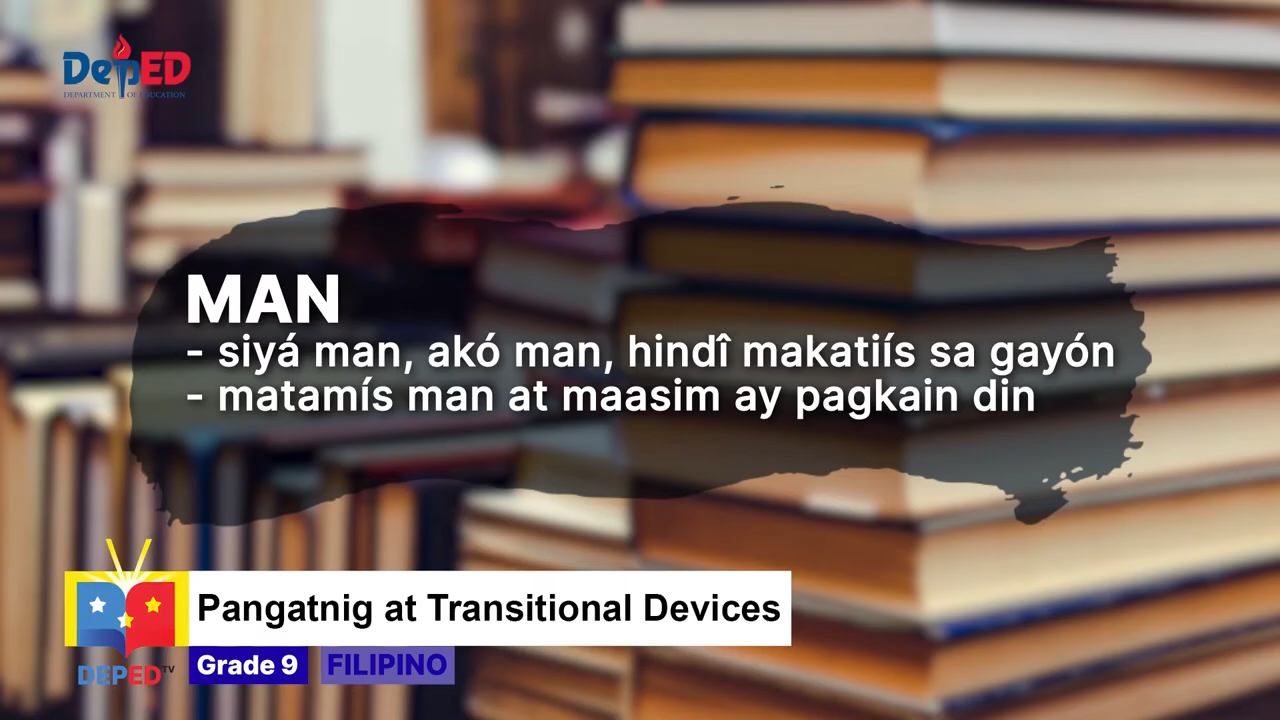 DepED
DEPARTMENT OF EDUCATION
MAN
- siyá man, akó man, hindî makatiís sa gayón
- matamís man at maasim ay pagkain din
Pangatnig at Transitional Devices
DEPED TV
Grade 9
FILIPINO